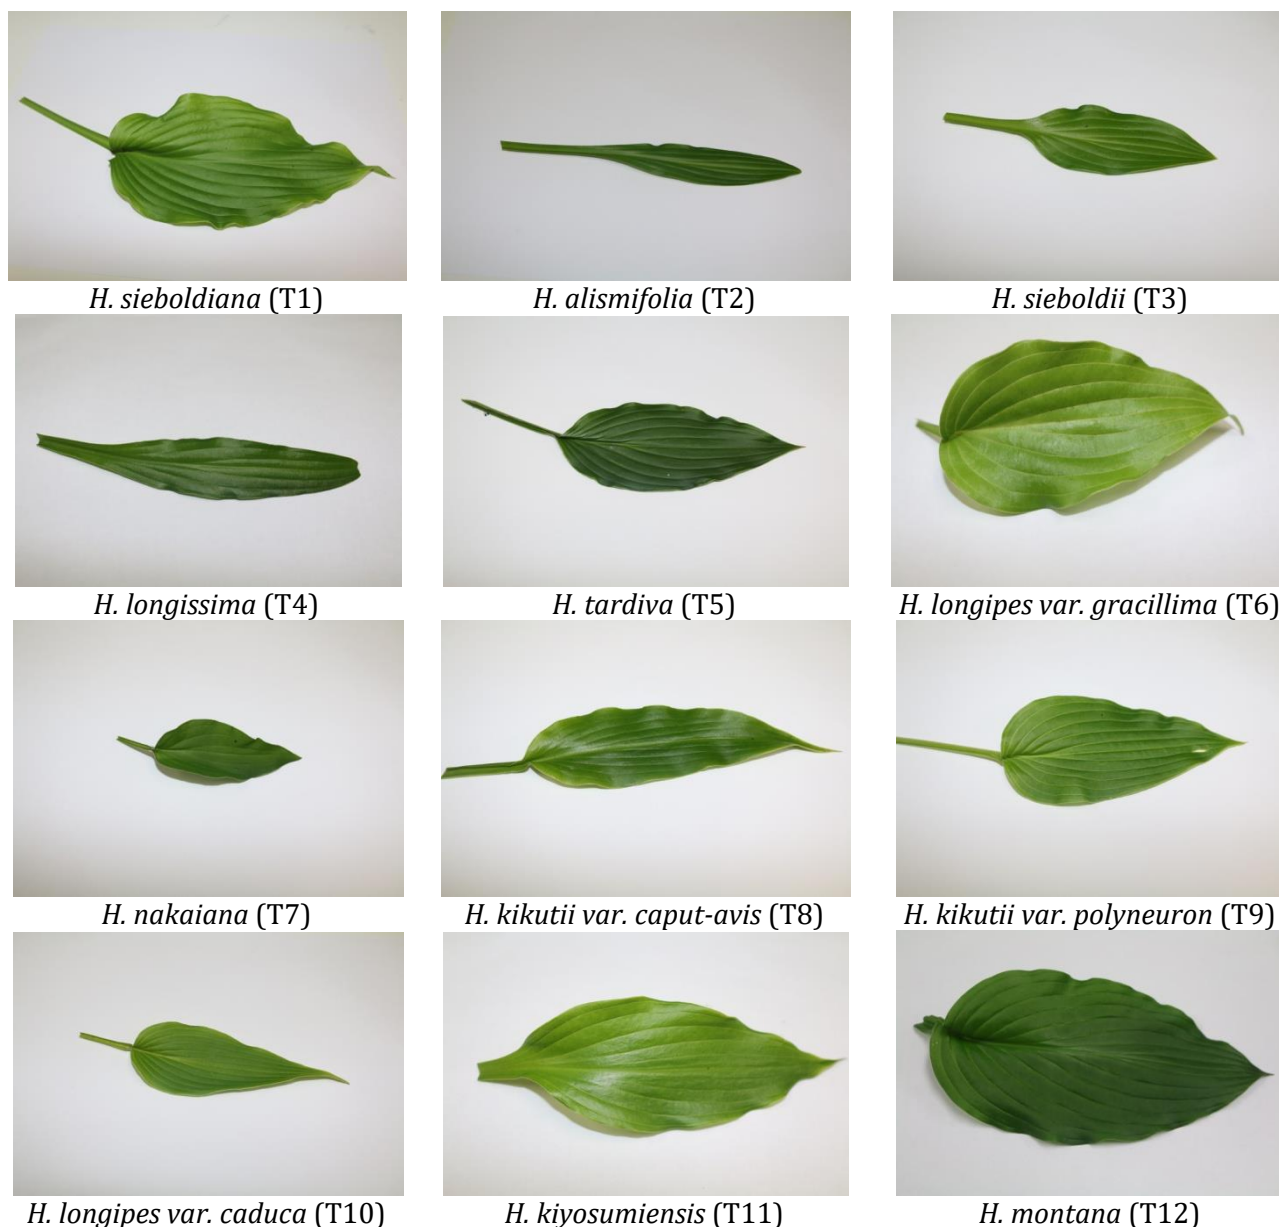 H. sieboldiana (T1)
H. alismifolia (T2)
H. sieboldii (T3)
H. longissima (T4)
H. tardiva (T5)
H. longipes var. gracillima (T6)
H. nakaiana (T7)
H. kikutii var. caput-avis (T8)
H. kikutii var. polyneuron (T9)
H. longipes var. caduca (T10)
H. kiyosumiensis (T11)
H. montana (T12)